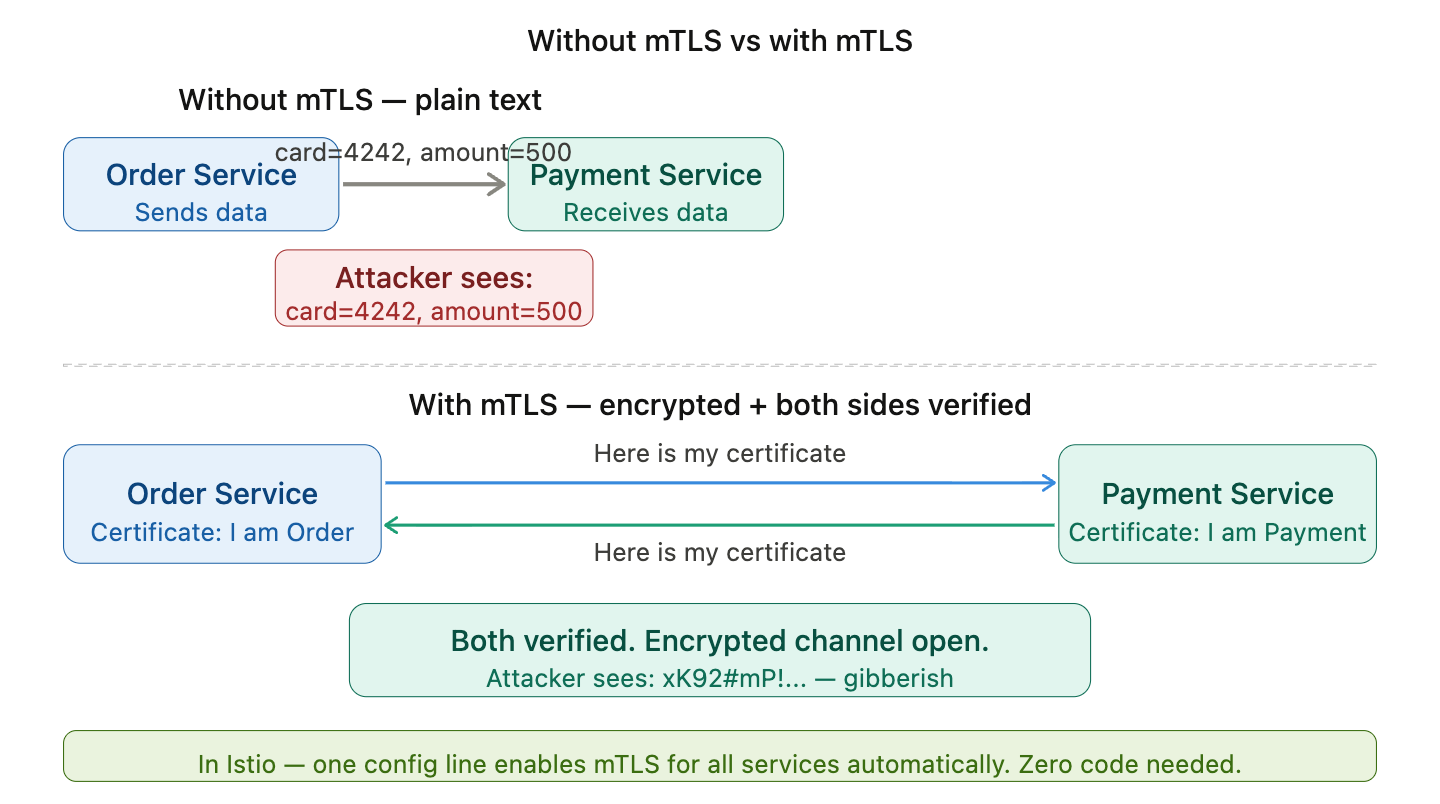 Without mTLS vs with mTLS
Without mTLS — plain text
card=4242, amount=500
Order Service
Sends data
Payment Service
Receives data
Attacker sees:
card=4242, amount=500
With mTLS — encrypted + both sides verified
Here is my certificate
Order Service
Certificate: I am Order
Payment Service
Certificate: I am Payment
Here is my certificate
Both verified. Encrypted channel open.
Attacker sees: xK92#mP!... — gibberish
In Istio — one config line enables mTLS for all services automatically. Zero code needed.